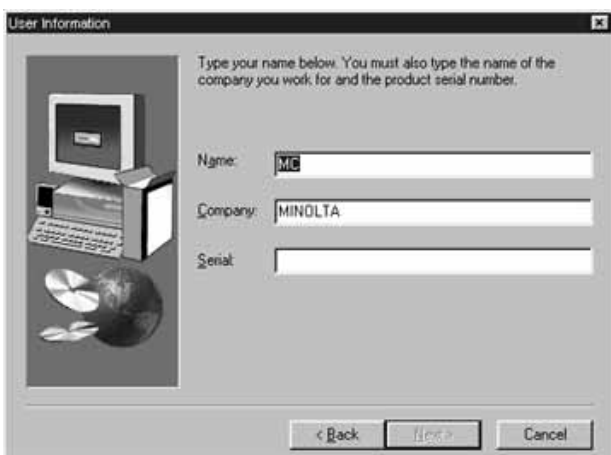 User Information
Type your name below. You must also type the name of the
company you work for and the product serial number.
Name: MC
Company: MINOLTA
Serial:
< Back Next > Cancel